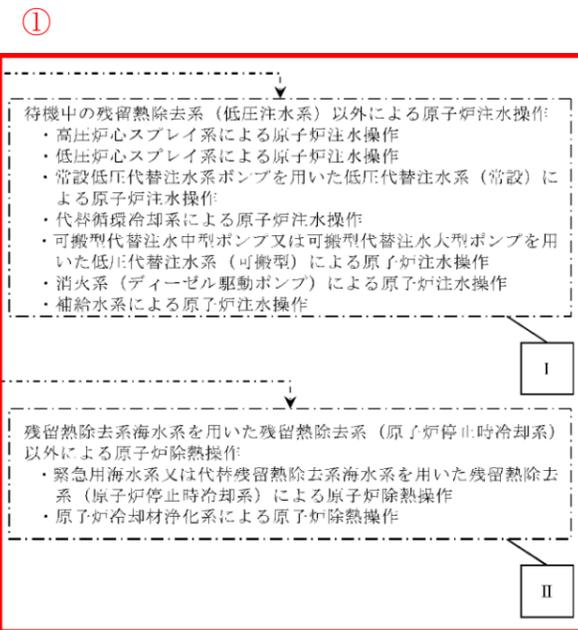 ①
待機中の残留熱除去系（低圧注水系）以外による原子炉注水操作
・高圧炉心スプレイ系による原子炉注水操作
・低圧炉心スプレイ系による原子炉注水操作
・常設低圧代替注水系ポンプを用いた低圧代替注水系（常設）に
よる原子炉注水操作
・代替循環冷却系による原子炉注水操作
・可搬型代替注水中型ポンプ又は可搬型代替注水大型ポンプを用
いた低圧代替注水系（可搬型）による原子炉注水操作
・消火系（ディーゼル駆動ポンプ）による原子炉注水操作
・補給水系による原子炉注水操作
Ⅰ
残留熱除去系海水系を用いた残留熱除去系（原子炉停止時冷却系）
以外による原子炉除熱操作
・緊急用海水系又は代替残留熱除去系海水系を用いた残留熱除去
系（原子炉停止時冷却系）による原子炉除熱操作
・原子炉冷却材浄化系による原子炉除熱操作
Ⅱ